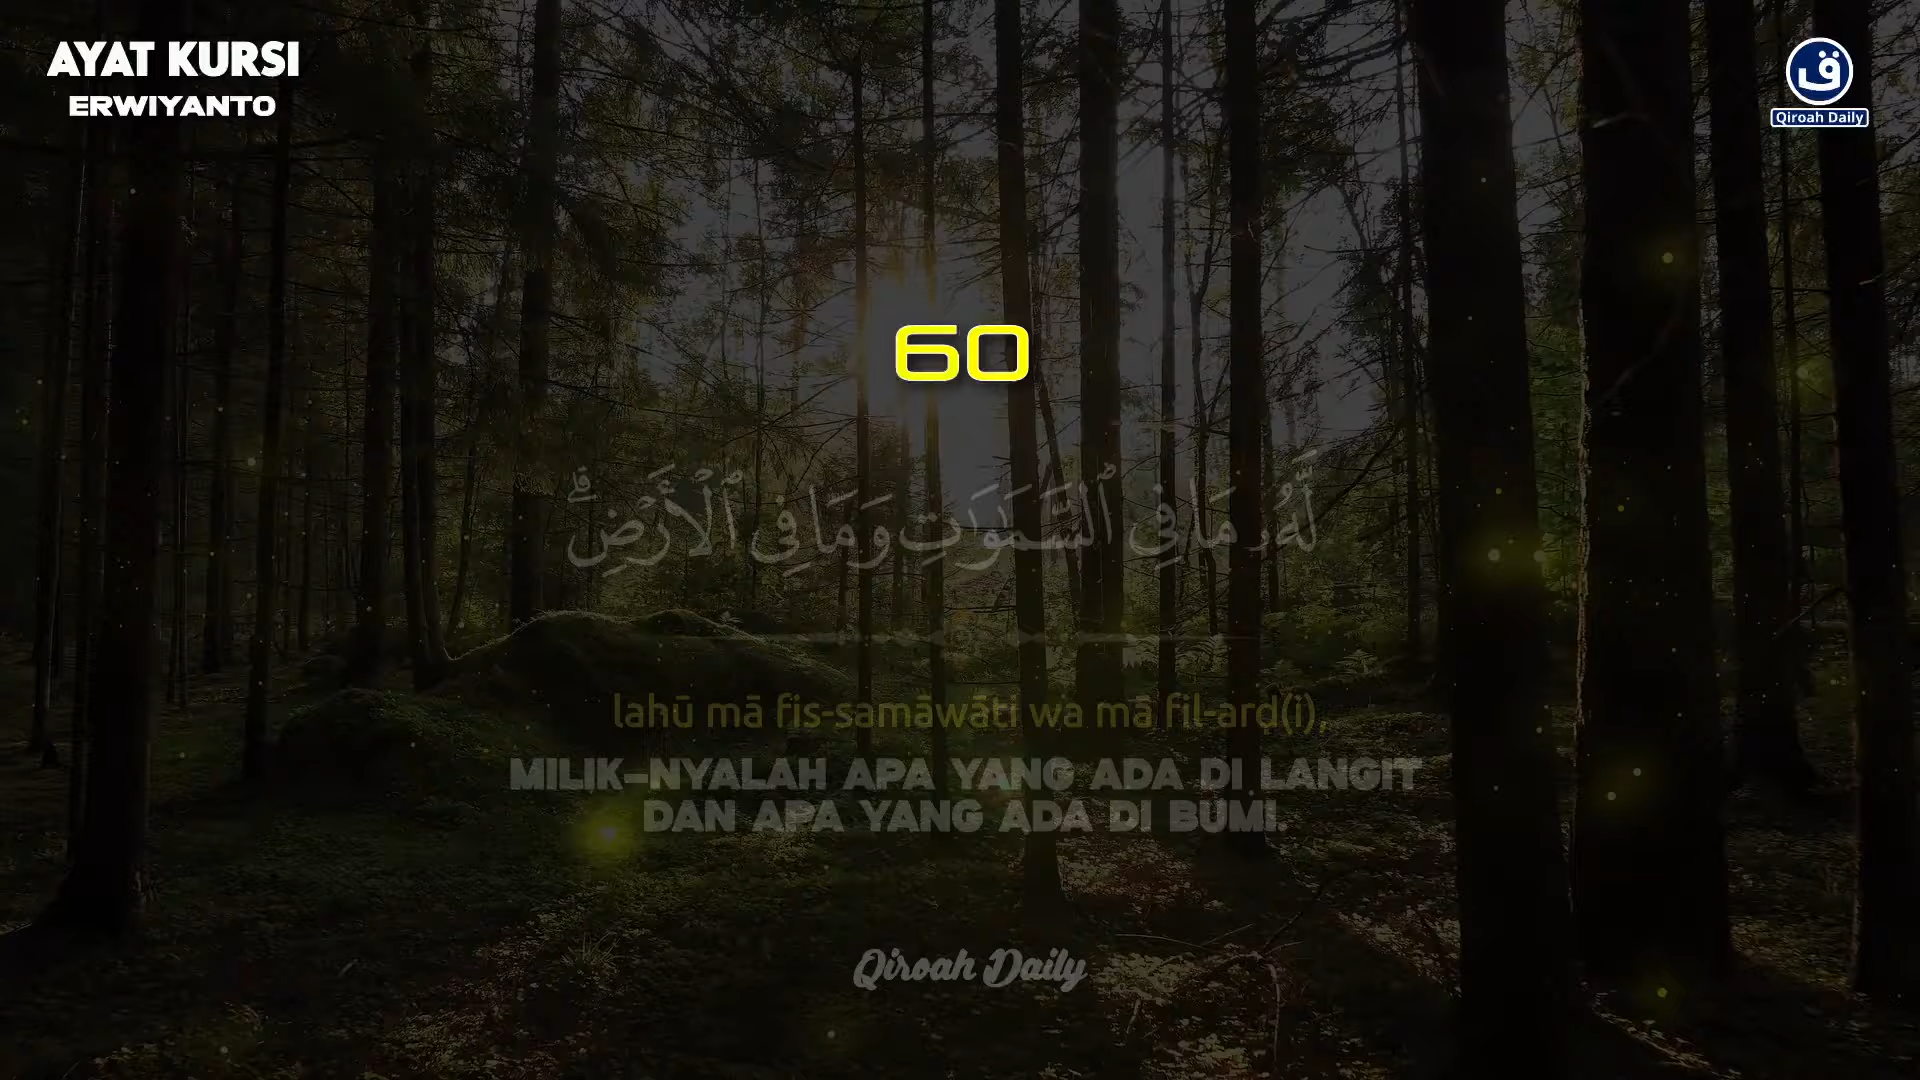 AYAT KURSI
ERWIYANTO
ق
Qiroah Daily
60
لَّهُۥ مَا فِي ٱلسَّمَٰوَٰتِ وَمَا فِي ٱلْأَرْضِ ۗ
lahū mā fis-samāwāti wa mā fil-arḍ(i),
MILIK-NYALAH APA YANG ADA DI LANGIT
DAN APA YANG ADA DI BUMI.
Qiroah Daily